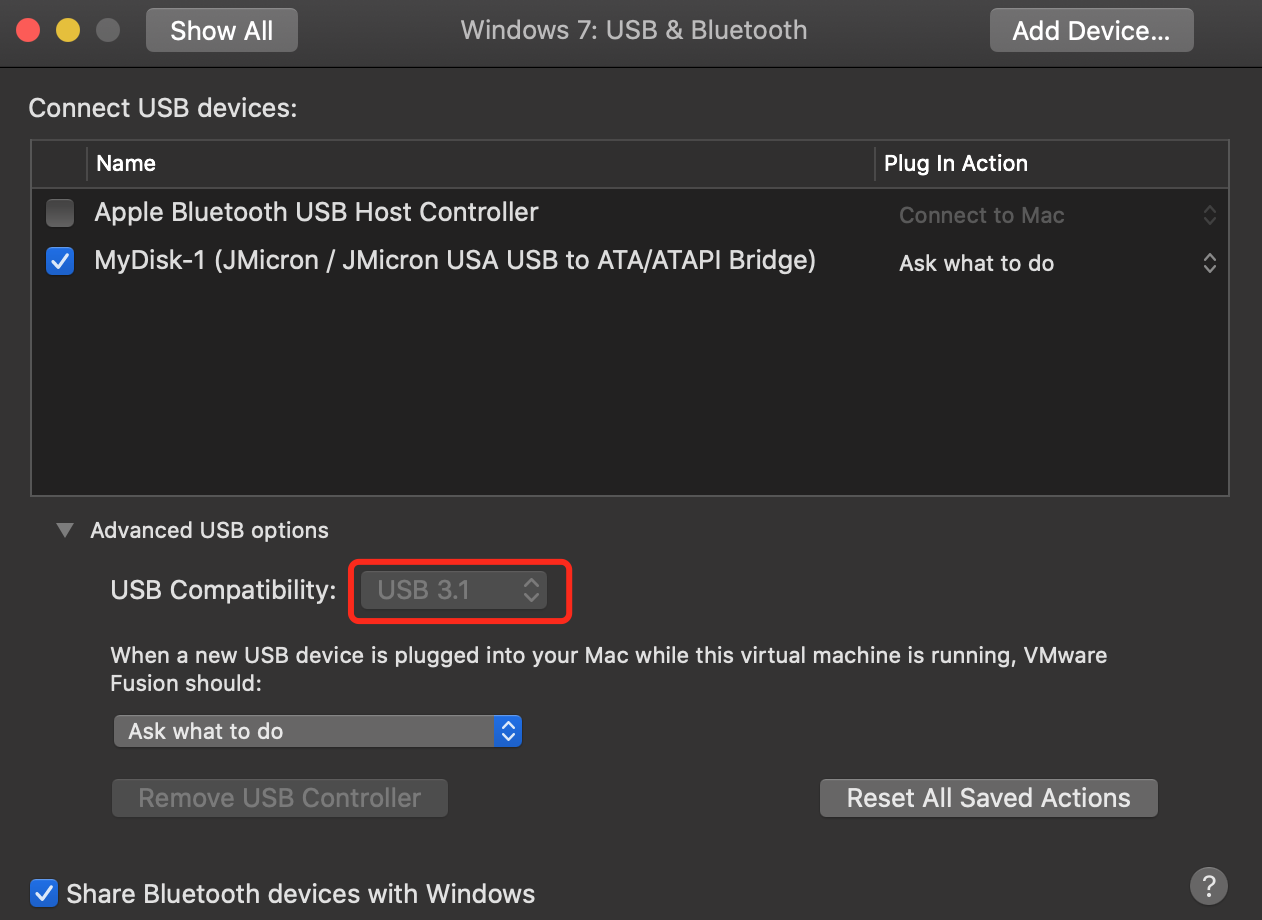 Show All
Windows 7: USB & Bluetooth
Add Device...
Connect USB devices:
Name
Plug In Action
Apple Bluetooth USB Host Controller
Connect to Mac
MyDisk-1 (JMicron / JMicron USA USB to ATA/ATAPI Bridge)
Ask what to do
Advanced USB options
USB Compatibility:
USB 3.1
When a new USB device is plugged into your Mac while this virtual machine is running, VMware
Fusion should:
Ask what to do
Remove USB Controller
Reset All Saved Actions
Share Bluetooth devices with Windows
?